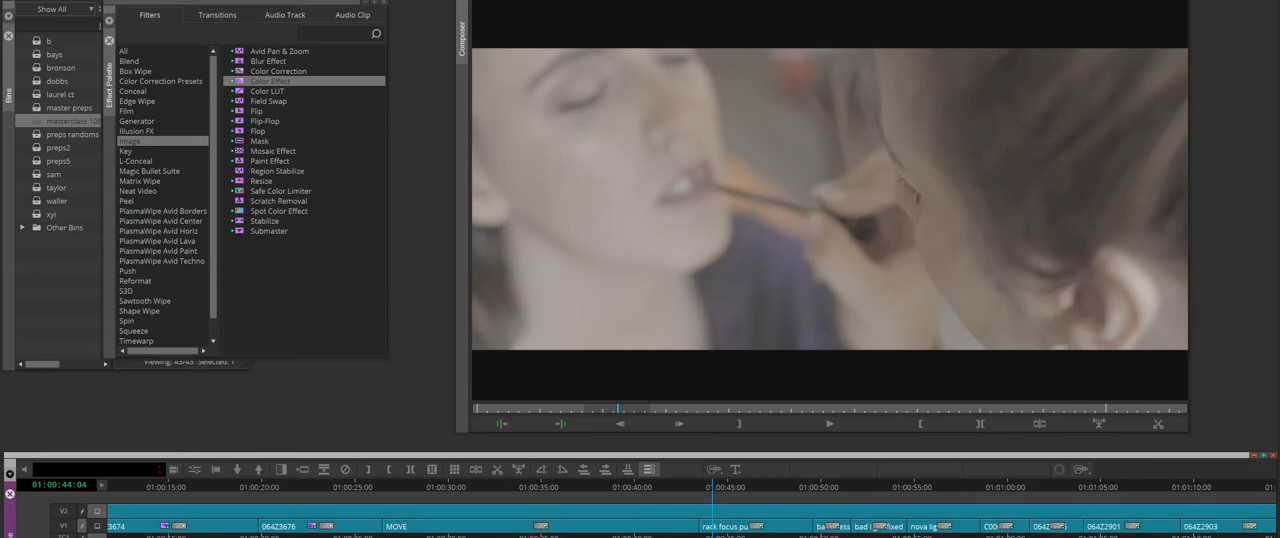 Show All
Filters
Transitions
Audio Track
Audio Clip
Bins
Effect Palette
Composer
b
bays
bronson
dobbs
laurel ct
master preps
masterclass 108
preps randoms
preps2
preps5
sam
taylor
waller
xyi
Other Bins
All
Blend
Box Wipe
Color Correction Presets
Conceal
Edge Wipe
Film
Generator
Illusion FX
Image
Key
L-Conceal
Magic Bullet Suite
Matrix Wipe
Neat Video
Peel
PlasmaWipe Avid Borders
PlasmaWipe Avid Center
PlasmaWipe Avid Horiz
PlasmaWipe Avid Lava
PlasmaWipe Avid Paint
PlasmaWipe Avid Techno
Push
Reformat
S3D
Sawtooth Wipe
Shape Wipe
Spin
Squeeze
Timewarp
Avid Pan & Zoom
Blur Effect
Color Correction
Color Effect
Color LUT
Field Swap
Flip
Flip-Flop
Flop
Mask
Mosaic Effect
Paint Effect
Region Stabilize
Resize
Safe Color Limiter
Scratch Removal
Spot Color Effect
Stabilize
Submaster
Viewing: 43/43 Selected: 1
01:00:44:04
01:00:15:00
01:00:20:00
01:00:25:00
01:00:30:00
01:00:35:00
01:00:40:00
01:00:45:00
01:00:50:00
01:00:55:00
01:01:00:00
01:01:05:00
01:01:10:00
V2
V1
3674
064Z3676
MOVE
rack focus pu
ba
ess
bad l
fixed
nova lig
C00
064Z
064Z2901
064Z2903